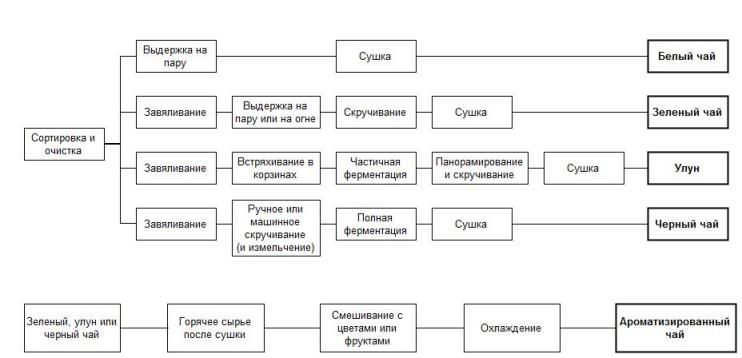 Выдержка на
пару
Сушка
Белый чай
Завяливание
Выдержка на
пару или на огне
Скручивание
Сушка
Зеленый чай
Сортировка и
очистка
Завяливание
Встряхивание в
корзинах
Частичная
ферментация
Панорамирование
и скручивание
Сушка
Улун
Завяливание
Ручное или
машинное
скручивание
(и измельчение)
Полная
ферментация
Сушка
Черный чай
Зеленый, улун или
черный чай
Горячее сырье
после сушки
Смешивание с
цветами или
фруктами
Охлаждение
Ароматизированный
чай